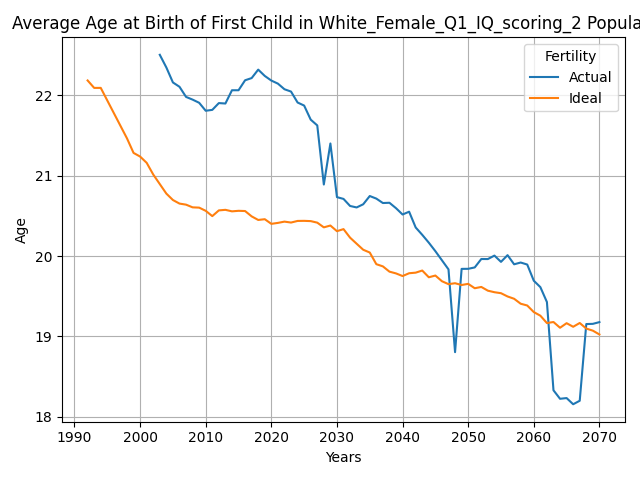 Average Age at Birth of First Child in White_Female_Q1_IQ_scoring_2 Popula
Fertility
Actual
Ideal
Age
22
21
20
19
18
1990 2000 2010 2020 2030 2040 2050 2060 2070
Years